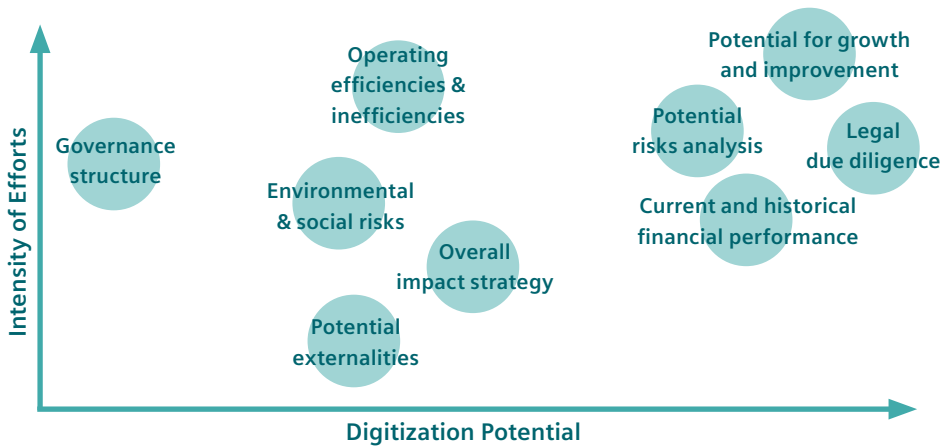 Potential for growth
and improvement
Operating
efficiencies &
inefficiencies
Potential
risks analysis
Legal
due diligence
Governance
structure
Environmental
& social risks
Current and historical
financial performance
Overall
impact strategy
Potential
externalities
Intensity of Efforts
Digitization Potential